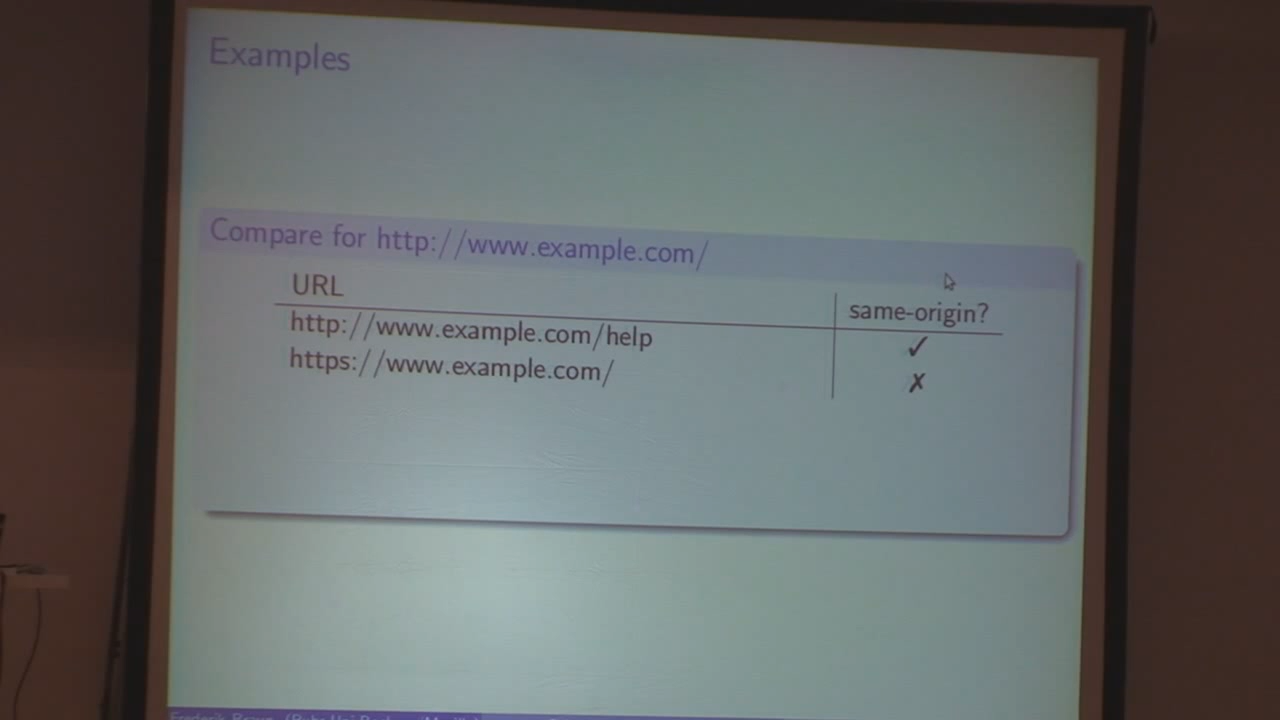 Examples
Compare for http://www.example.com/
URL same-origin?
http://www.example.com/help ✓
https://www.example.com/ ✗